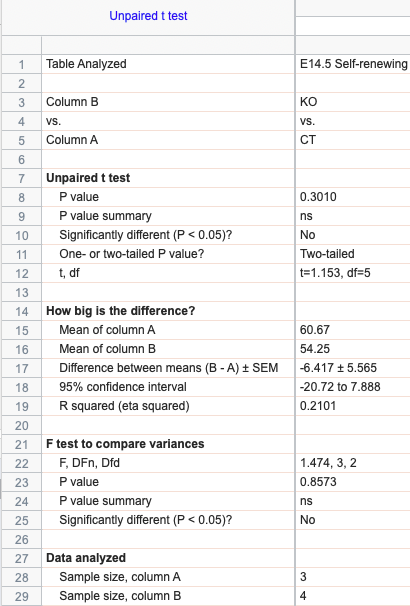 Unpaired t test
1 Table Analyzed E14.5 Self-renewing
2
3 Column B KO
4 vs. vs.
5 Column A CT
6
7 Unpaired t test
8 P value 0.3010
9 P value summary ns
10 Significantly different (P < 0.05)? No
11 One- or two-tailed P value? Two-tailed
12 t, df t=1.153, df=5
13
14 How big is the difference?
15 Mean of column A 60.67
16 Mean of column B 54.25
17 Difference between means (B - A) ± SEM -6.417 ± 5.565
18 95% confidence interval -20.72 to 7.888
19 R squared (eta squared) 0.2101
20
21 F test to compare variances
22 F, DFn, Dfd 1.474, 3, 2
23 P value 0.8573
24 P value summary ns
25 Significantly different (P < 0.05)? No
26
27 Data analyzed
28 Sample size, column A 3
29 Sample size, column B 4